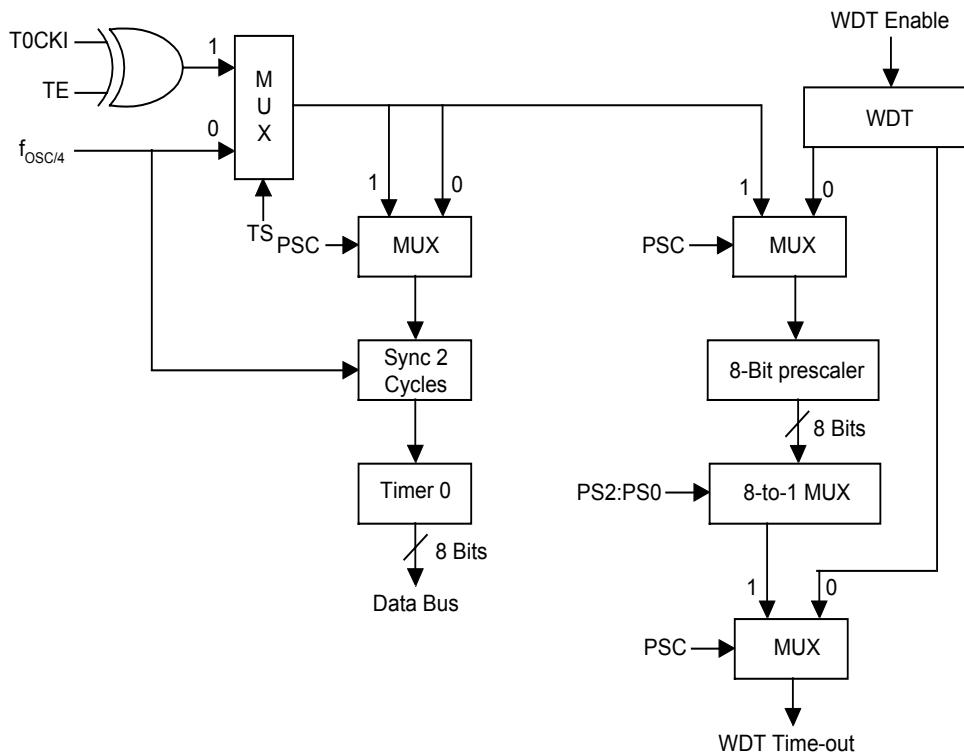 WDT Enable
T0CKI
TE
1
M
U
X
WDT
0
fOSC/4
1
0
1
0
TS
PSC
MUX
PSC
MUX
Sync 2
Cycles
8-Bit prescaler
8 Bits
Timer 0
PS2:PS0
8-to-1 MUX
8 Bits
Data Bus
1
0
PSC
MUX
WDT Time-out